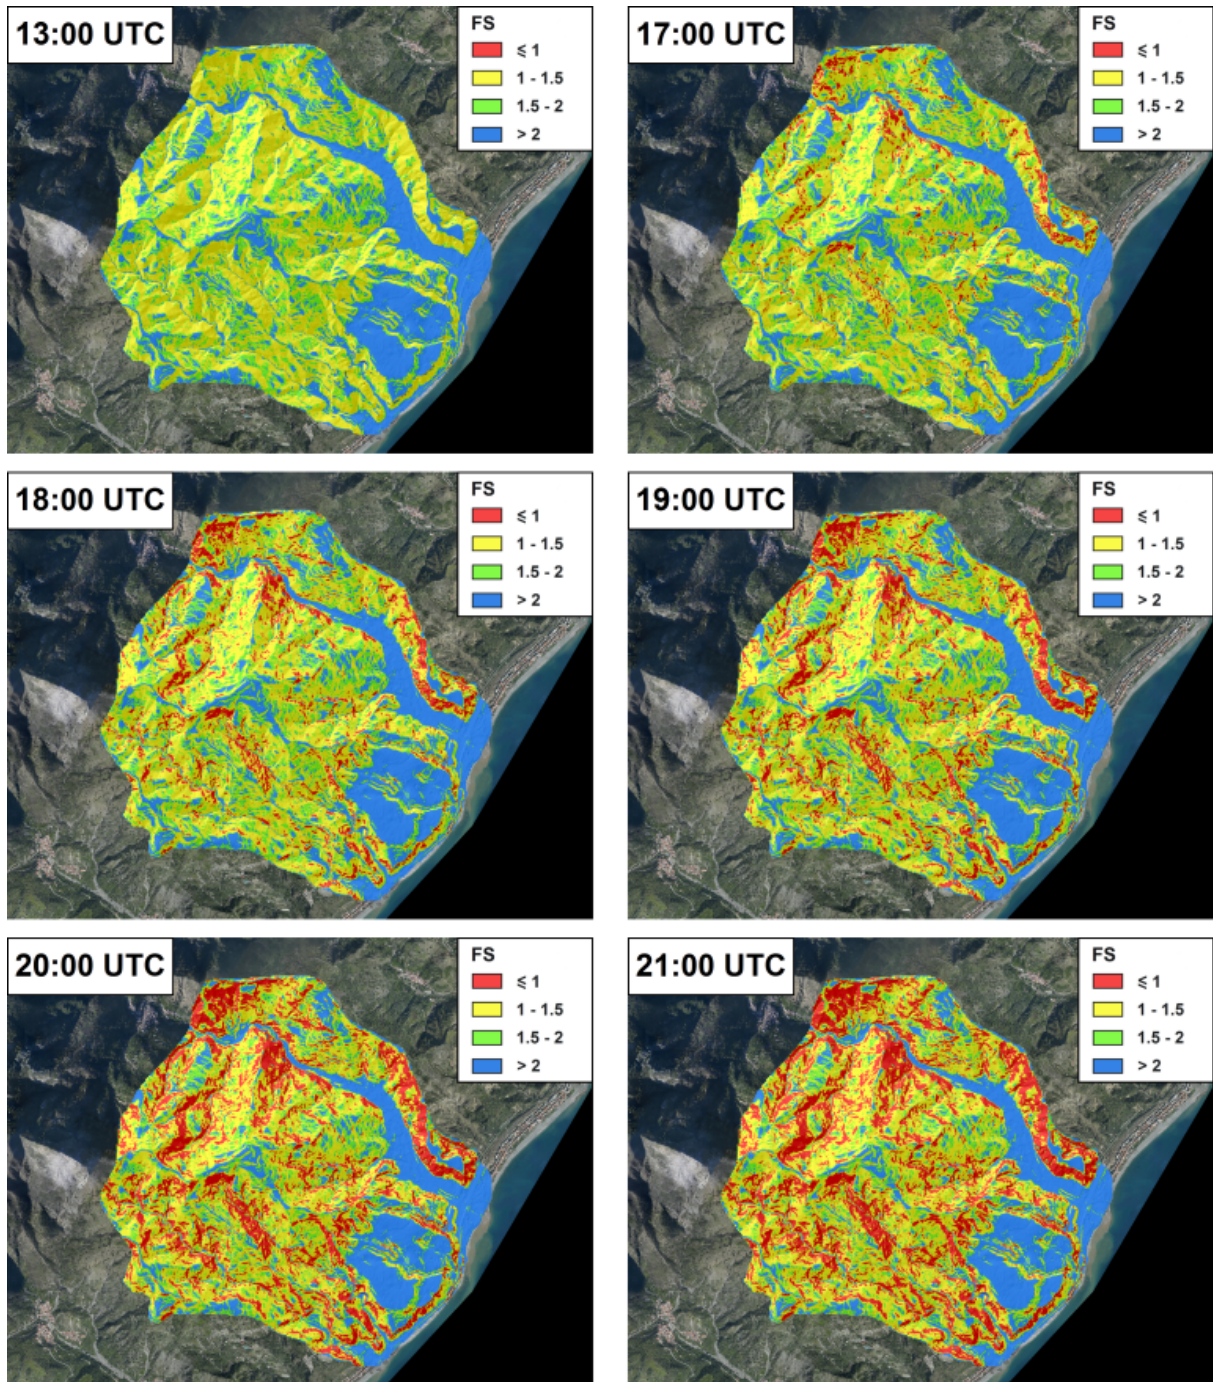 13:00 UTC
FS
⩽ 1
1 - 1.5
1.5 - 2
> 2
17:00 UTC
FS
⩽ 1
1 - 1.5
1.5 - 2
> 2
18:00 UTC
FS
⩽ 1
1 - 1.5
1.5 - 2
> 2
19:00 UTC
FS
⩽ 1
1 - 1.5
1.5 - 2
> 2
20:00 UTC
FS
⩽ 1
1 - 1.5
1.5 - 2
> 2
21:00 UTC
FS
⩽ 1
1 - 1.5
1.5 - 2
> 2